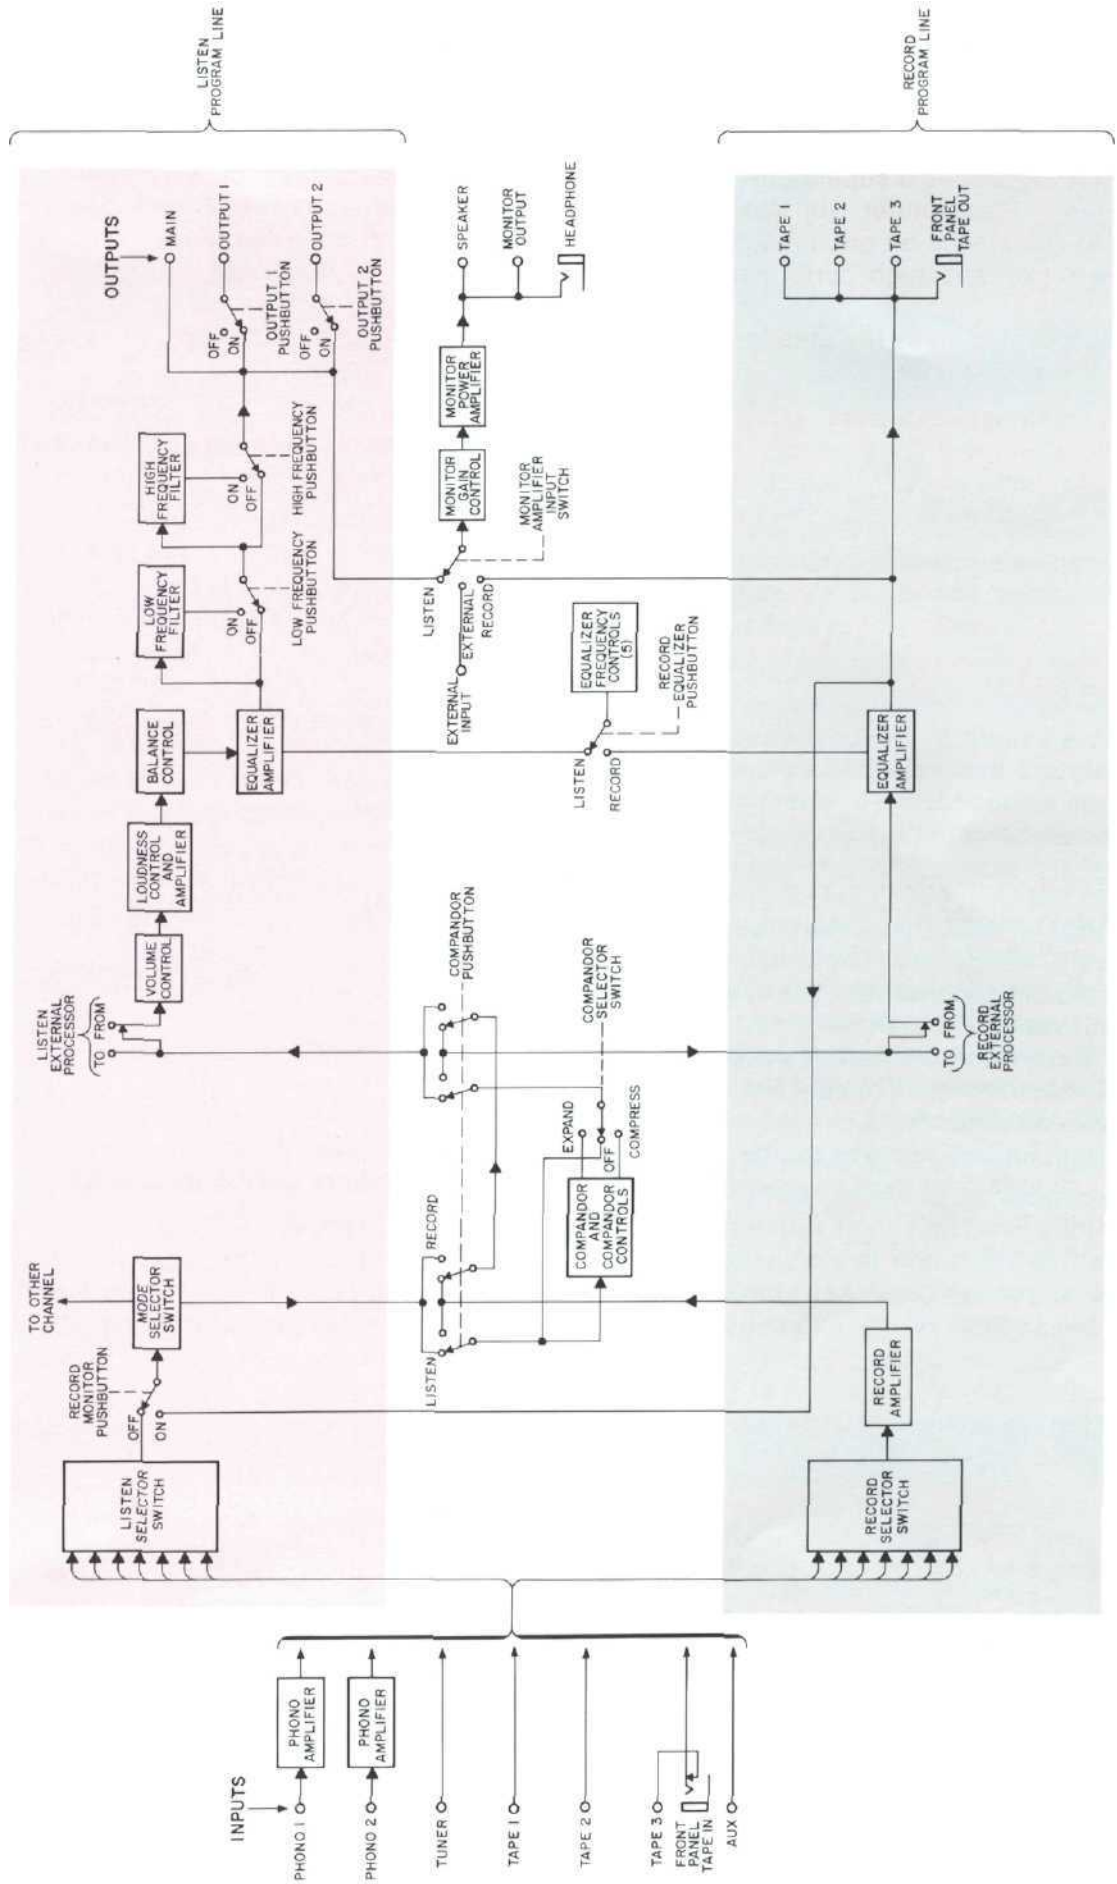 LISTEN
PROGRAM LINE
RECORD
PROGRAM LINE
INPUTS
PHONO 1
PHONO
AMPLIFIER
PHONO 2
PHONO
AMPLIFIER
TUNER
TAPE 1
TAPE 2
TAPE 3
FRONT
PANEL
TAPE IN
AUX
LISTEN
SELECTOR
SWITCH
RECORD
MONITOR
PUSHBUTTON
OFF
ON
TO OTHER
CHANNEL
MODE
SELECTOR
SWITCH
LISTEN
EXTERNAL
PROCESSOR
TO FROM
VOLUME
CONTROL
LOUDNESS
CONTROL
AND
AMPLIFIER
BALANCE
CONTROL
EQUALIZER
AMPLIFIER
LOW
FREQUENCY
FILTER
ON
OFF
LOW FREQUENCY
PUSHBUTTON
HIGH
FREQUENCY
FILTER
ON
OFF
HIGH FREQUENCY
PUSHBUTTON
OUTPUTS
MAIN
OUTPUT 1
OUTPUT 2
OFF
ON
OUTPUT 1
PUSHBUTTON
OFF
ON
OUTPUT 2
PUSHBUTTON
LISTEN
RECORD
COMPANDOR
PUSHBUTTON
COMPANDOR
AND
COMPANDOR
CONTROLS
EXPAND
OFF
COMPRESS
COMPANDOR
SELECTOR
SWITCH
LISTEN
RECORD
EQUALIZER
FREQUENCY
CONTROLS
(5)
RECORD
EQUALIZER
PUSHBUTTON
EXTERNAL
INPUT
LISTEN
EXTERNAL
RECORD
MONITOR
GAIN
CONTROL
MONITOR
AMPLIFIER
INPUT
SWITCH
MONITOR
POWER
AMPLIFIER
SPEAKER
MONITOR
OUTPUT
HEADPHONE
RECORD
SELECTOR
SWITCH
RECORD
AMPLIFIER
TO FROM
RECORD
EXTERNAL
PROCESSOR
EQUALIZER
AMPLIFIER
TAPE 1
TAPE 2
TAPE 3
FRONT
PANEL
TAPE OUT